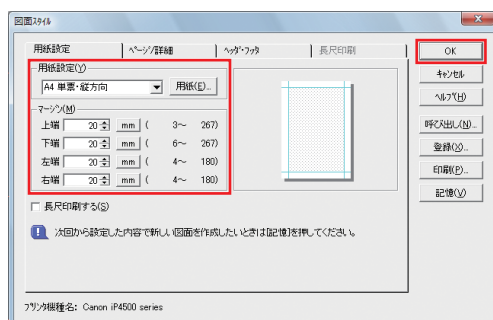 図面スタイル
用紙設定
ページ/詳細
ヘッダ・フッタ
長尺印刷
用紙設定(Y)
A4 単票・縦方向
用紙(E)...
マージン(M)
上端 20 mm ( 3～ 267)
下端 20 mm ( 6～ 267)
左端 20 mm ( 4～ 180)
右端 20 mm ( 4～ 180)
長尺印刷する(S)
次回から設定した内容で新しい図面を作成したいときは[記憶]を押してください。
プリンタ機種名: Canon iP4500 series
OK
キャンセル
ヘルプ(H)
呼び出し(N)...
登録(X)...
印刷(P)...
記憶(V)